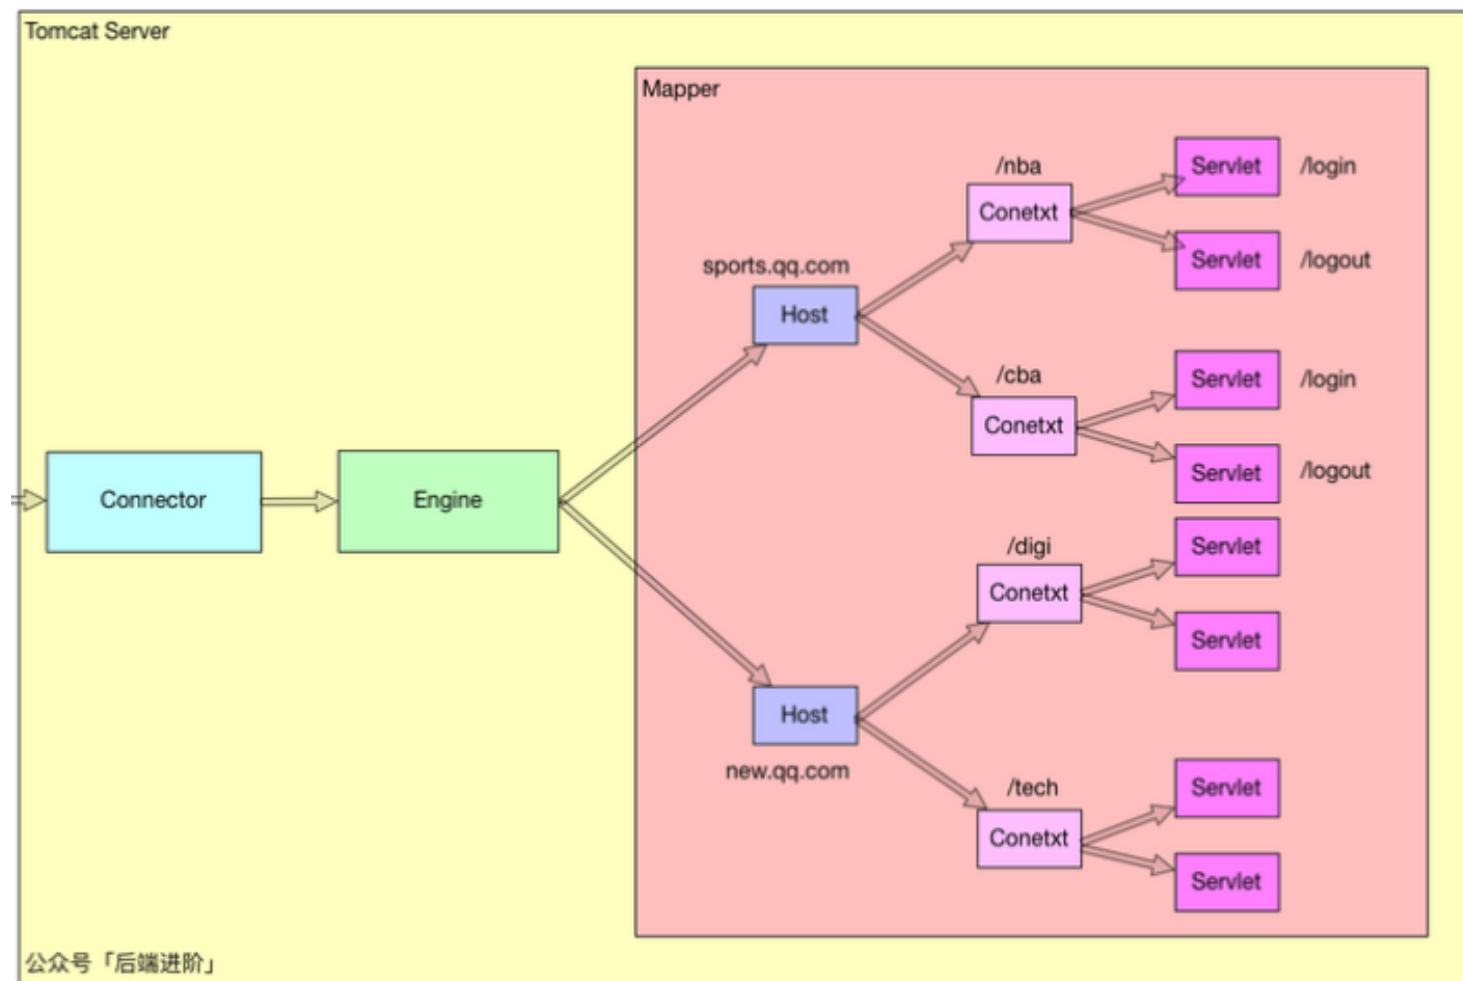 Tomcat Server
Mapper
/nba
Conetxt
Servlet
/login
Servlet
/logout
sports.qq.com
Host
/cba
Conetxt
Servlet
/login
Servlet
/logout
Connector
Engine
/digi
Conetxt
Servlet
Servlet
Host
new.qq.com
/tech
Conetxt
Servlet
Servlet
公众号「后端进阶」